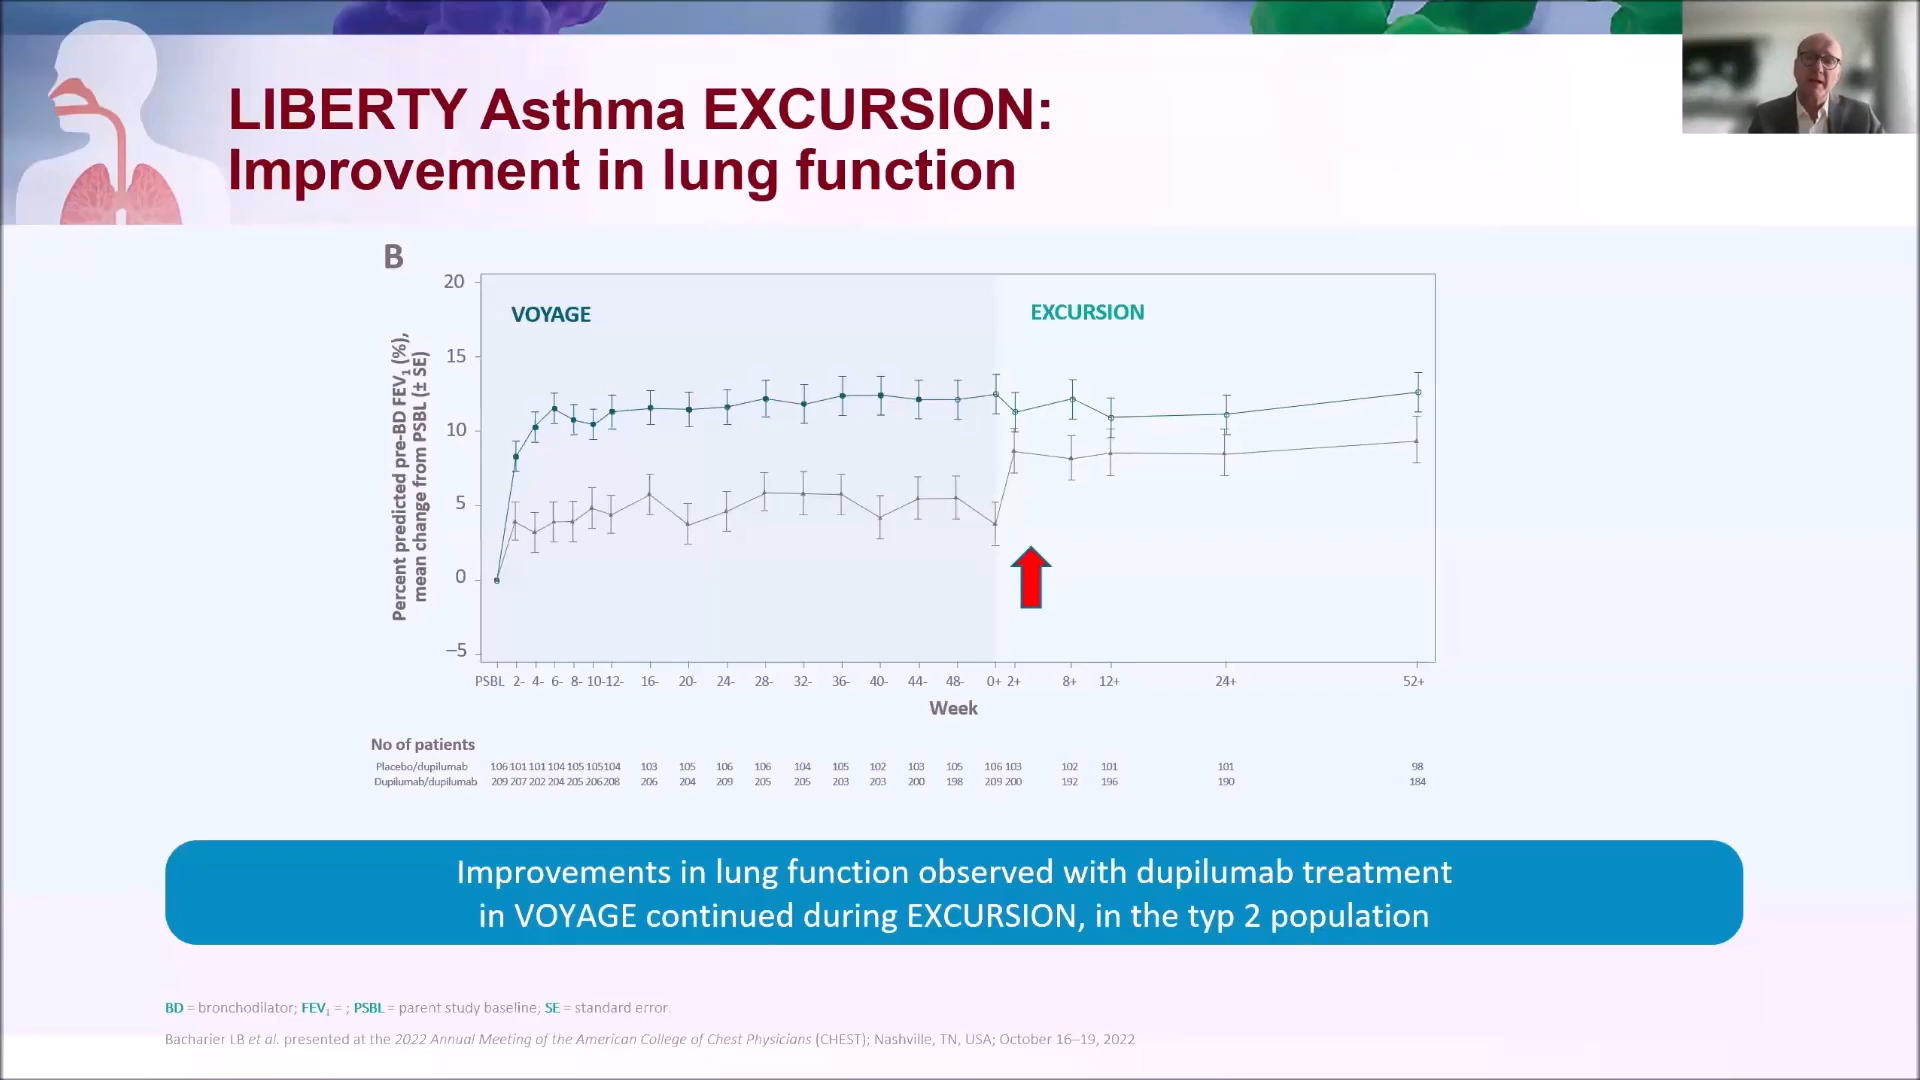 LIBERTY Asthma EXCURSION:
Improvement in lung function
B
Percent predicted pre-BD FEV₁ (%),
mean change from PSBL (± SE)
20
15
10
5
0
–5
VOYAGE
EXCURSION
PSBL 2- 4- 6- 8- 10- 12- 16- 20- 24- 28- 32- 36- 40- 44- 48- 0+ 2+ 8+ 12+ 24+ 52+
Week
No of patients
Placebo/dupilumab 106 101 101 104 105 105 104 103 105 106 106 104 105 102 103 105 106 103 102 101 101 98
Dupilumab/dupilumab 209 207 202 204 205 206 208 206 204 209 205 205 203 203 200 198 209 200 192 196 190 184
Improvements in lung function observed with dupilumab treatment
in VOYAGE continued during EXCURSION, in the typ 2 population
BD = bronchodilator; FEV₁ = ; PSBL = parent study baseline; SE = standard error.
Bacharier LB et al. presented at the 2022 Annual Meeting of the American College of Chest Physicians (CHEST); Nashville, TN, USA; October 16–19, 2022